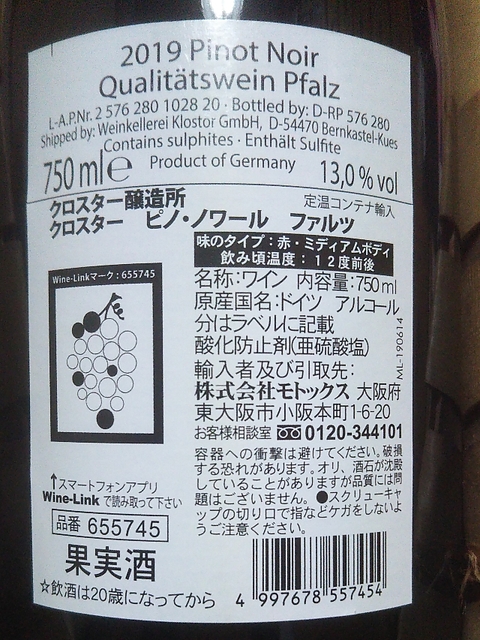 2019 Pinot Noir
Qualitätswein Pfalz
L-A.P.Nr. 2 576 280 1028 20 · Bottled by: D-RP 576 280
Shipped by: Weinkellerei Klostor GmbH, D-54470 Bernkastel-Kues
Contains sulphites · Enthält Sulfite
750 ml ℮ Product of Germany 13,0 % vol
クロスター醸造所
定温コンテナ輸入
クロスター ピノ・ノワール ファルツ
味のタイプ:赤・ミディアムボディ
飲み頃温度:12度前後
Wine-Linkマーク:655745
名称:ワイン 内容量:750ml
原産国名:ドイツ アルコール
分はラベルに記載
酸化防止剤(亜硫酸塩)
輸入者及び引取先:
株式会社モトックス 大阪府
東大阪市小阪本町1-6-20
お客様相談室 0120-344101
ML-190614
容器への衝撃は避けてください。破損
する恐れがあります。オリ、酒石が沈殿
していることがありますが品質には問
題はございません。●スクリューキャ
ップの切り口で指などケガをしないよ
うご注意ください。
↑スマートフォンアプリ
Wine-Link で読み取って下さい
品番 655745
果実酒
☆飲酒は20歳になってから
4 997678 557454